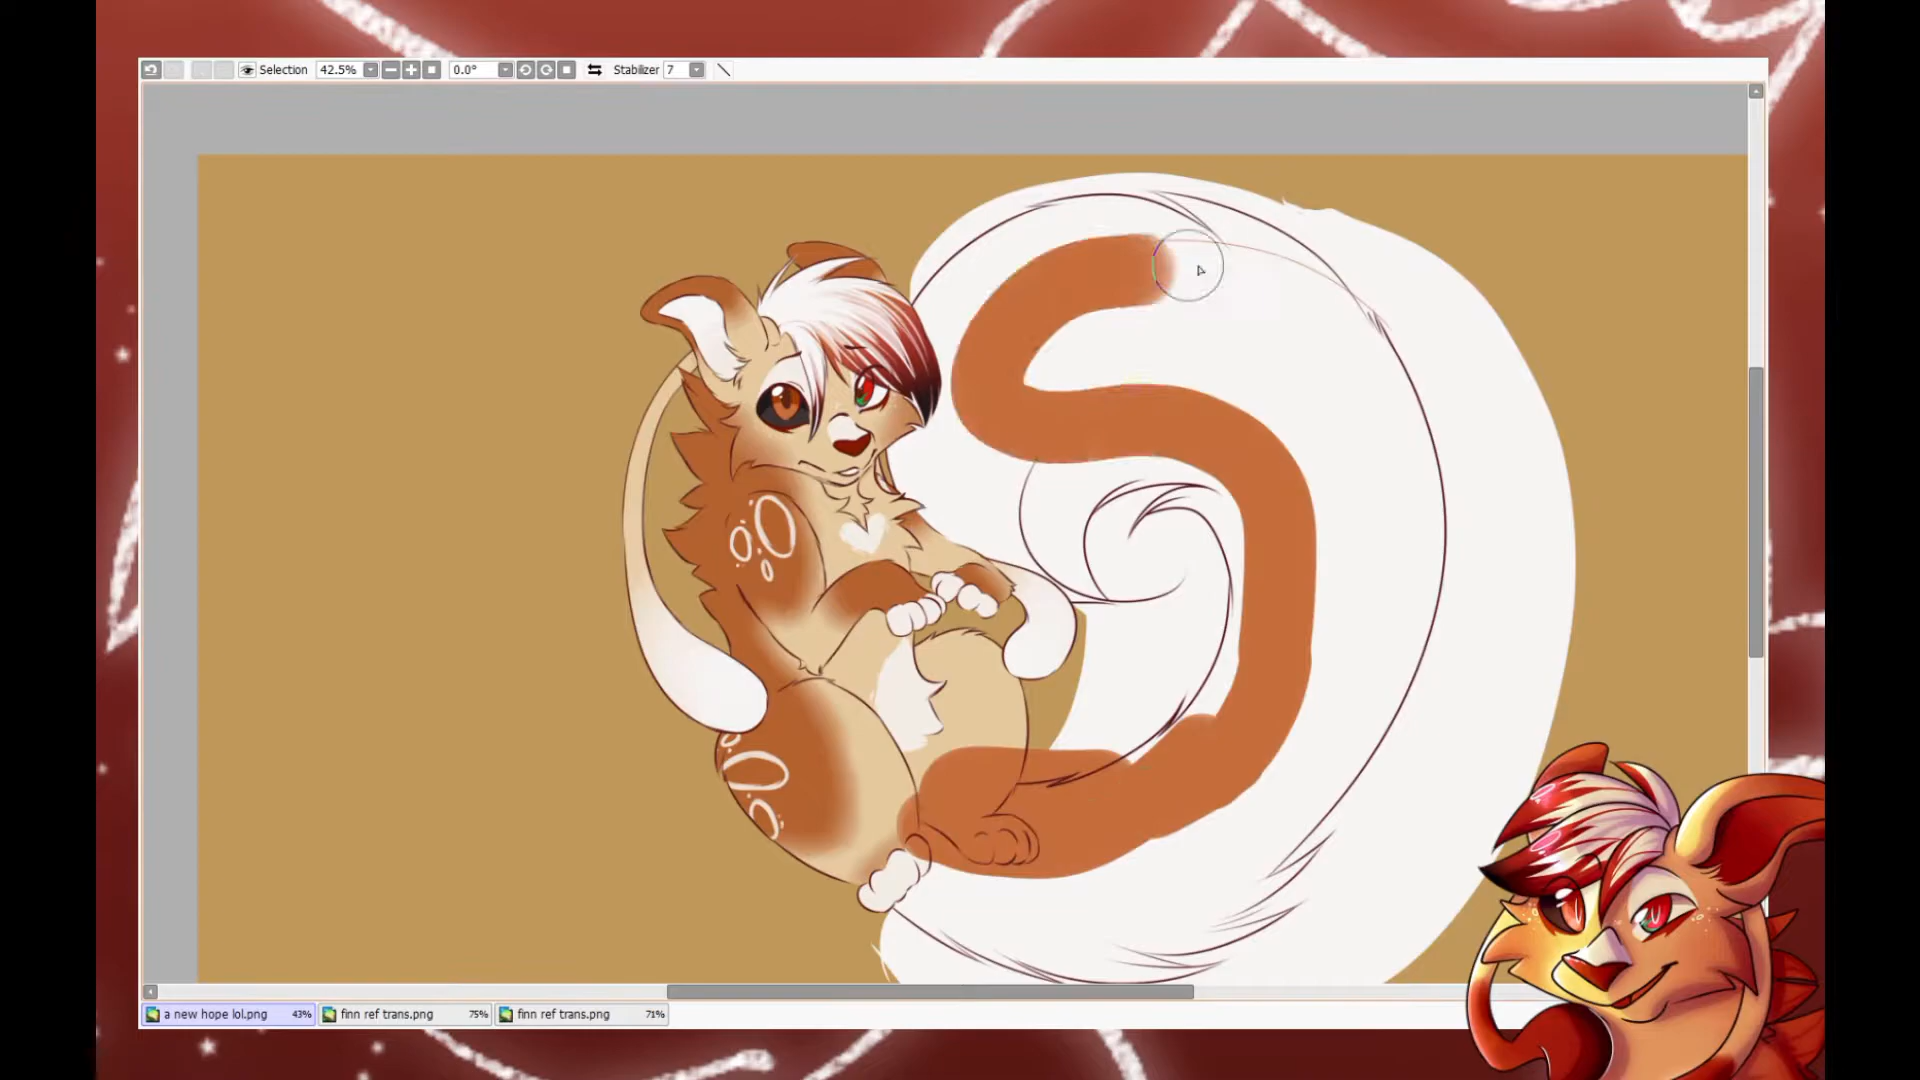 Selection 42.5% 0.0° Stabilizer 7
a new hope lol.png 43% finn ref trans.png 75% finn ref trans.png 71%